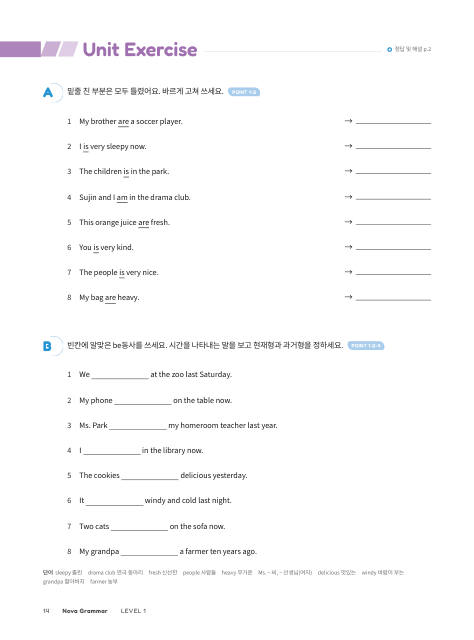 Unit Exercise
정답 및 해설 p.2
A 밑줄 친 부분은 모두 틀렸어요. 바르게 고쳐 쓰세요.
1 My brother are a soccer player. →
2 I is very sleepy now. →
3 The children is in the park. →
4 Sujin and I am in the drama club. →
5 This orange juice are fresh. →
6 You is very kind. →
7 The people is very nice. →
8 My bag are heavy. →
B 빈칸에 알맞은 be동사를 쓰세요. 시간을 나타내는 말을 보고 현재형과 과거형을 정하세요.
1 We ____________ at the zoo last Saturday.
2 My phone ____________ on the table now.
3 Ms. Park ____________ my homeroom teacher last year.
4 I ____________ in the library now.
5 The cookies ____________ delicious yesterday.
6 It ____________ windy and cold last night.
7 Two cats ____________ on the sofa now.
8 My grandpa ____________ a farmer ten years ago.
단어 sleepy 졸린 drama club 연극 동아리 fresh 신선한 people 사람들 heavy 무거운 Ms. ~ 씨, ~ 선생님(여자) delicious 맛있는 windy 바람이 부는
grandpa 할아버지 farmer 농부
14 Nova Grammar LEVEL 1